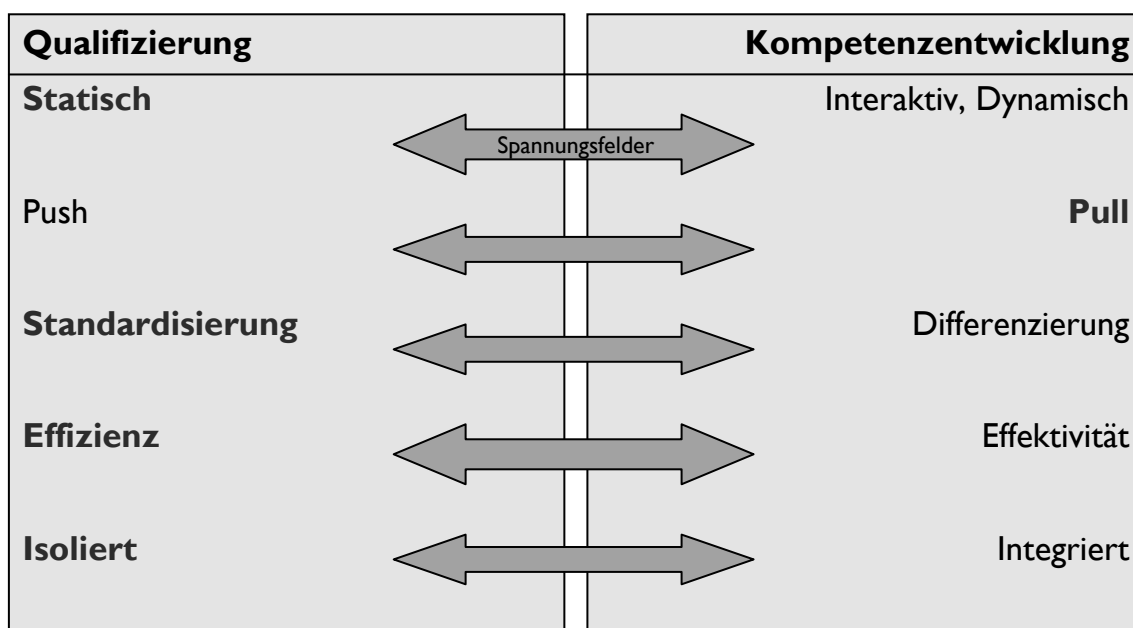 Qualifizierung
Kompetenzentwicklung
Statisch
Interaktiv, Dynamisch
Spannungsfelder
Push
Pull
Standardisierung
Differenzierung
Effizienz
Effektivität
Isoliert
Integriert